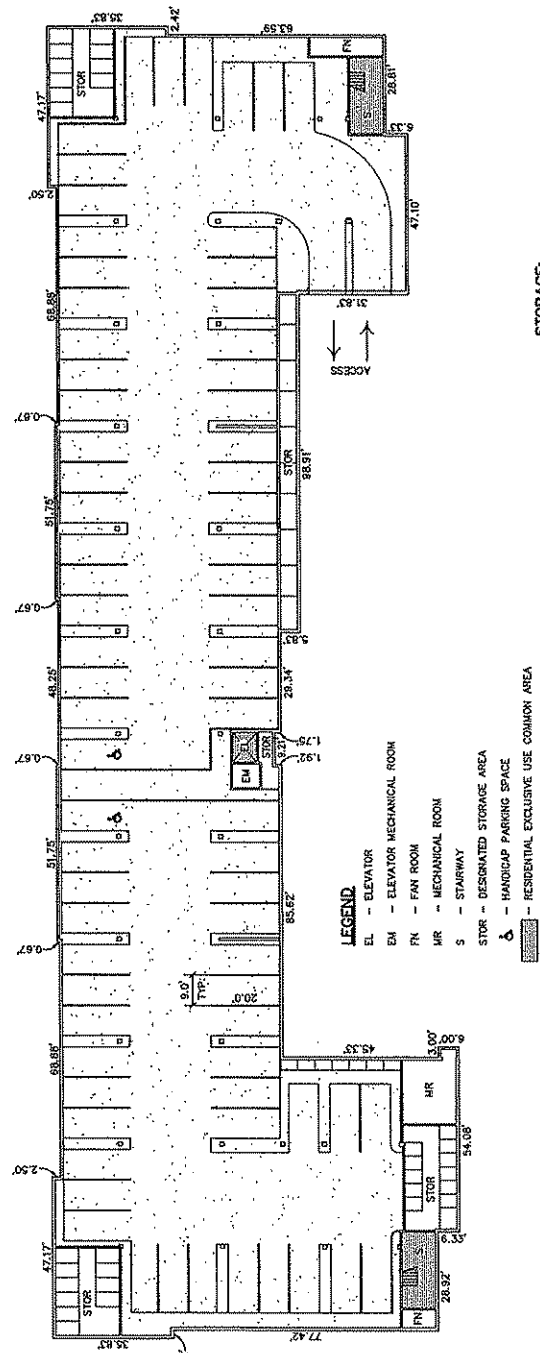 47.17'
35.83'
STOR
2.42'
63.59'
FN
S
28.81'
6.33'
47.10'
31.83'
ACCESS
2.50'
68.88'
0.67'
51.75'
0.67'
48.25'
0.67'
51.75'
0.67'
68.88'
2.50'
47.17'
STOR
35.83'
77.42'
FN
S
28.92'
9.33'
STOR
54.08'
MR
6.00'
3.00'
45.33'
85.62'
9.0'
TYP.
20.0'
EM
EL
STOR
9.21'
1.92'
1.75'
29.34'
5.83'
98.91'
STOR
LEGEND
EL - ELEVATOR
EM - ELEVATOR MECHANICAL ROOM
FN - FAN ROOM
MR - MECHANICAL ROOM
S - STAIRWAY
STOR - DESIGNATED STORAGE AREA
- HANDICAP PARKING SPACE
- RESIDENTIAL EXCLUSIVE USE COMMON AREA